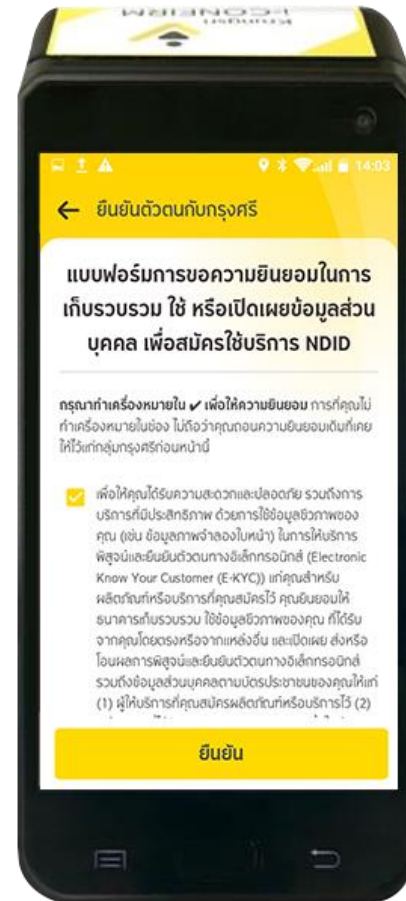 Krungsri
i-CONFIRM
14:03
ยืนยันตัวตนกับกรุงศรี
แบบฟอร์มการขอความยินยอมในการ
เก็บรวบรวม ใช้ หรือเปิดเผยข้อมูลส่วน
บุคคล เพื่อสมัครใช้บริการ NDID
กรุณาทำเครื่องหมายใน ✔ เพื่อให้ความยินยอม การที่คุณไม่
ทำเครื่องหมายในช่อง ไม่ถือว่าคุณถอนความยินยอมเดิมที่เคย
ให้ไว้แก่กลุ่มกรุงศรีก่อนหน้านี้
เพื่อให้คุณได้รับความสะดวกและปลอดภัย รวมถึงการ
บริการที่มีประสิทธิภาพ ด้วยการใช้ข้อมูลชีวภาพของ
คุณ (เช่น ข้อมูลภาพจำลองใบหน้า) ในการให้บริการ
พิสูจน์และยืนยันตัวตนทางอิเล็กทรอนิกส์ (Electronic
Know Your Customer (E-KYC)) แก่คุณสำหรับ
ผลิตภัณฑ์หรือบริการที่คุณสมัครไว้ คุณยินยอมให้
ธนาคารเก็บรวบรวม ใช้ข้อมูลชีวภาพของคุณ ที่ได้รับ
จากคุณโดยตรงหรือจากแหล่งอื่น และเปิดเผย ส่งหรือ
โอนผลการพิสูจน์และยืนยันตัวตนทางอิเล็กทรอนิกส์
รวมถึงข้อมูลส่วนบุคคลตามบัตรประชาชนของคุณให้แก่
(1) ผู้ให้บริการที่คุณสมัครผลิตภัณฑ์หรือบริการไว้ (2)
ยืนยัน